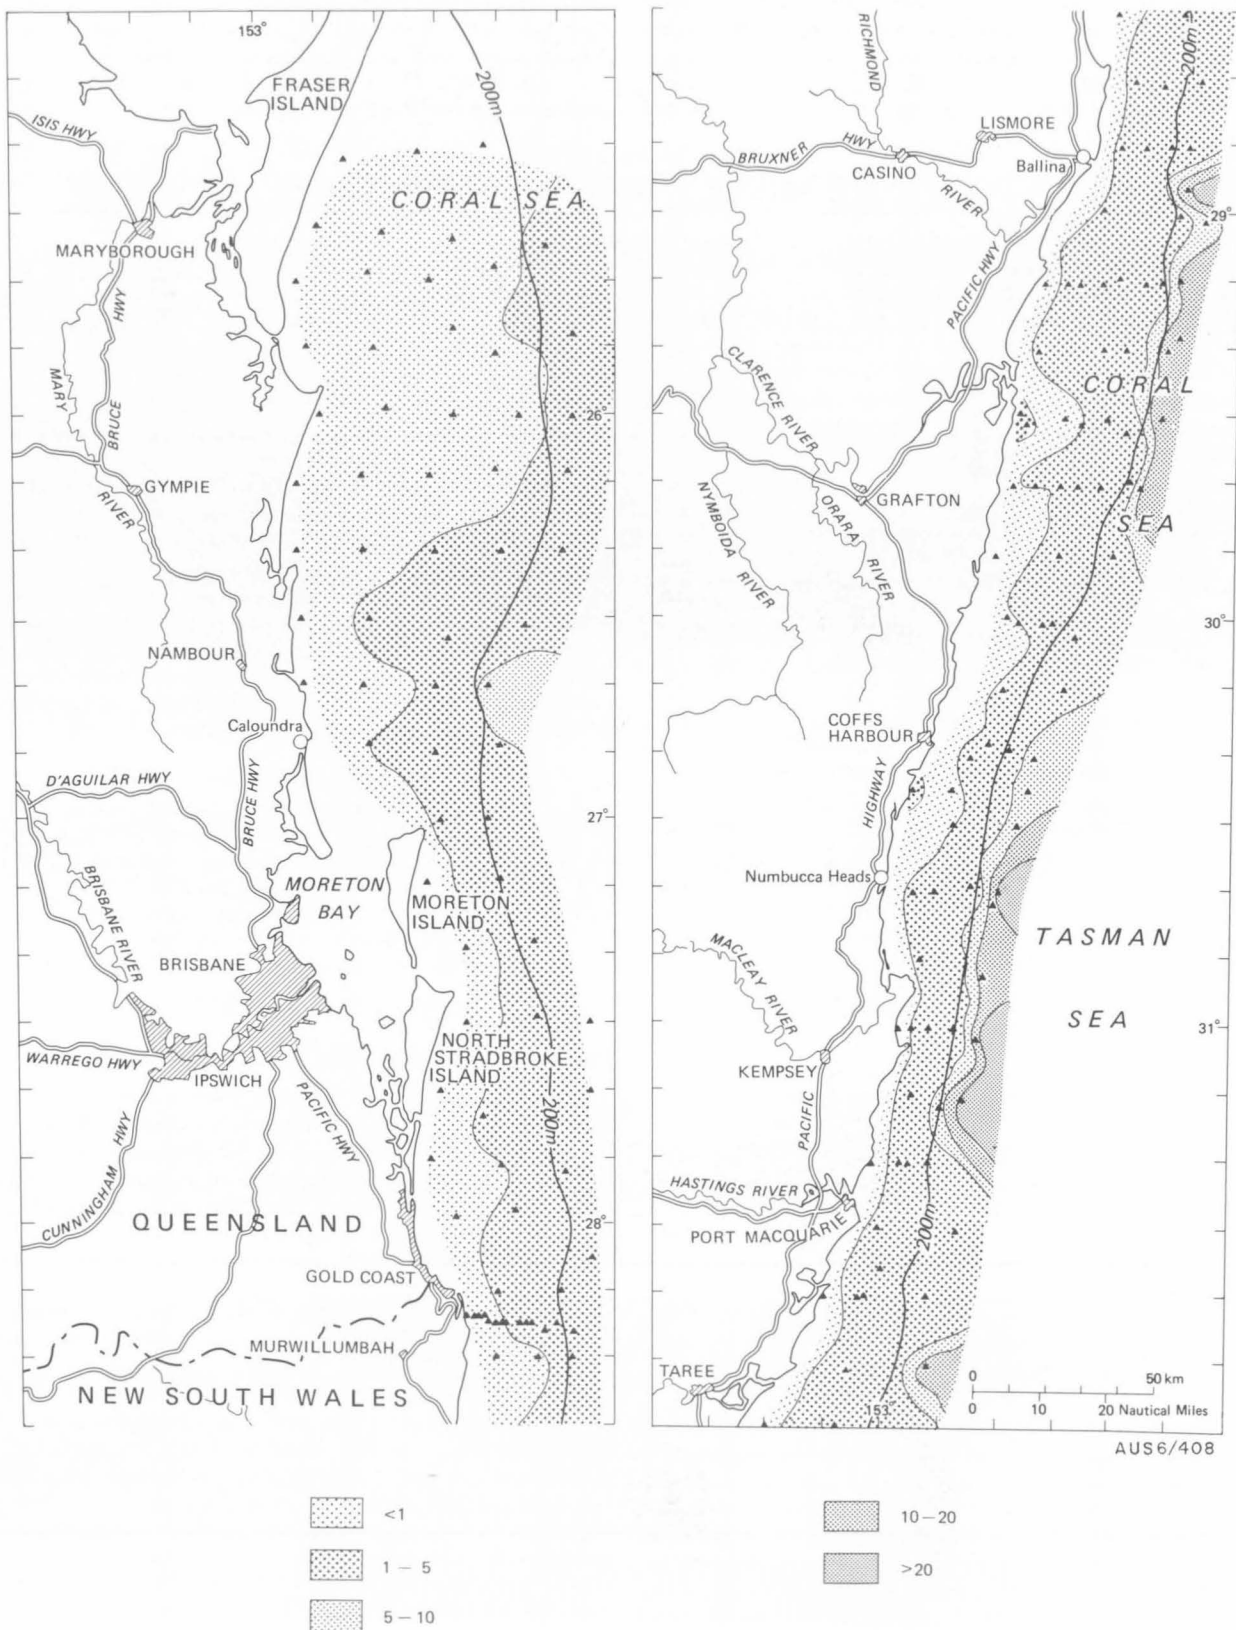 153°
FRASER
ISLAND
200m
ISIS HWY
CORAL SEA
MARYBOROUGH
HWY
MARY
BRUCE
26°
GYMPIE
RIVER
NAMBOUR
Caloundra
D'AGUILAR HWY
BRUCE HWY
27°
BRISBANE RIVER
MORETON
BAY
MORETON
ISLAND
BRISBANE
NORTH
STRADBROKE
ISLAND
WARREGO HWY
IPSWICH
PACIFIC HWY
200m
CUNNINGHAM HWY
QUEENSLAND
28°
GOLD COAST
MURWILLUMBAH
NEW SOUTH WALES
RICHMOND
200m
LISMORE
BRUXNER HWY
CASINO
Ballina
RIVER
29°
PACIFIC HWY
CLARENCE RIVER
CORAL
GRAFTON
NYMBOIDA RIVER
ORARA RIVER
SEA
30°
COFFS
HARBOUR
HIGHWAY
Numbucca Heads
MACLEAY RIVER
TASMAN
SEA
31°
KEMPSEY
PACIFIC
HASTINGS RIVER
PORT MACQUARIE
200m
TAREE
153°
0 50 km
0 10 20 Nautical Miles
AUS 6/408
<1
1 – 5
5 – 10
10 – 20
>20